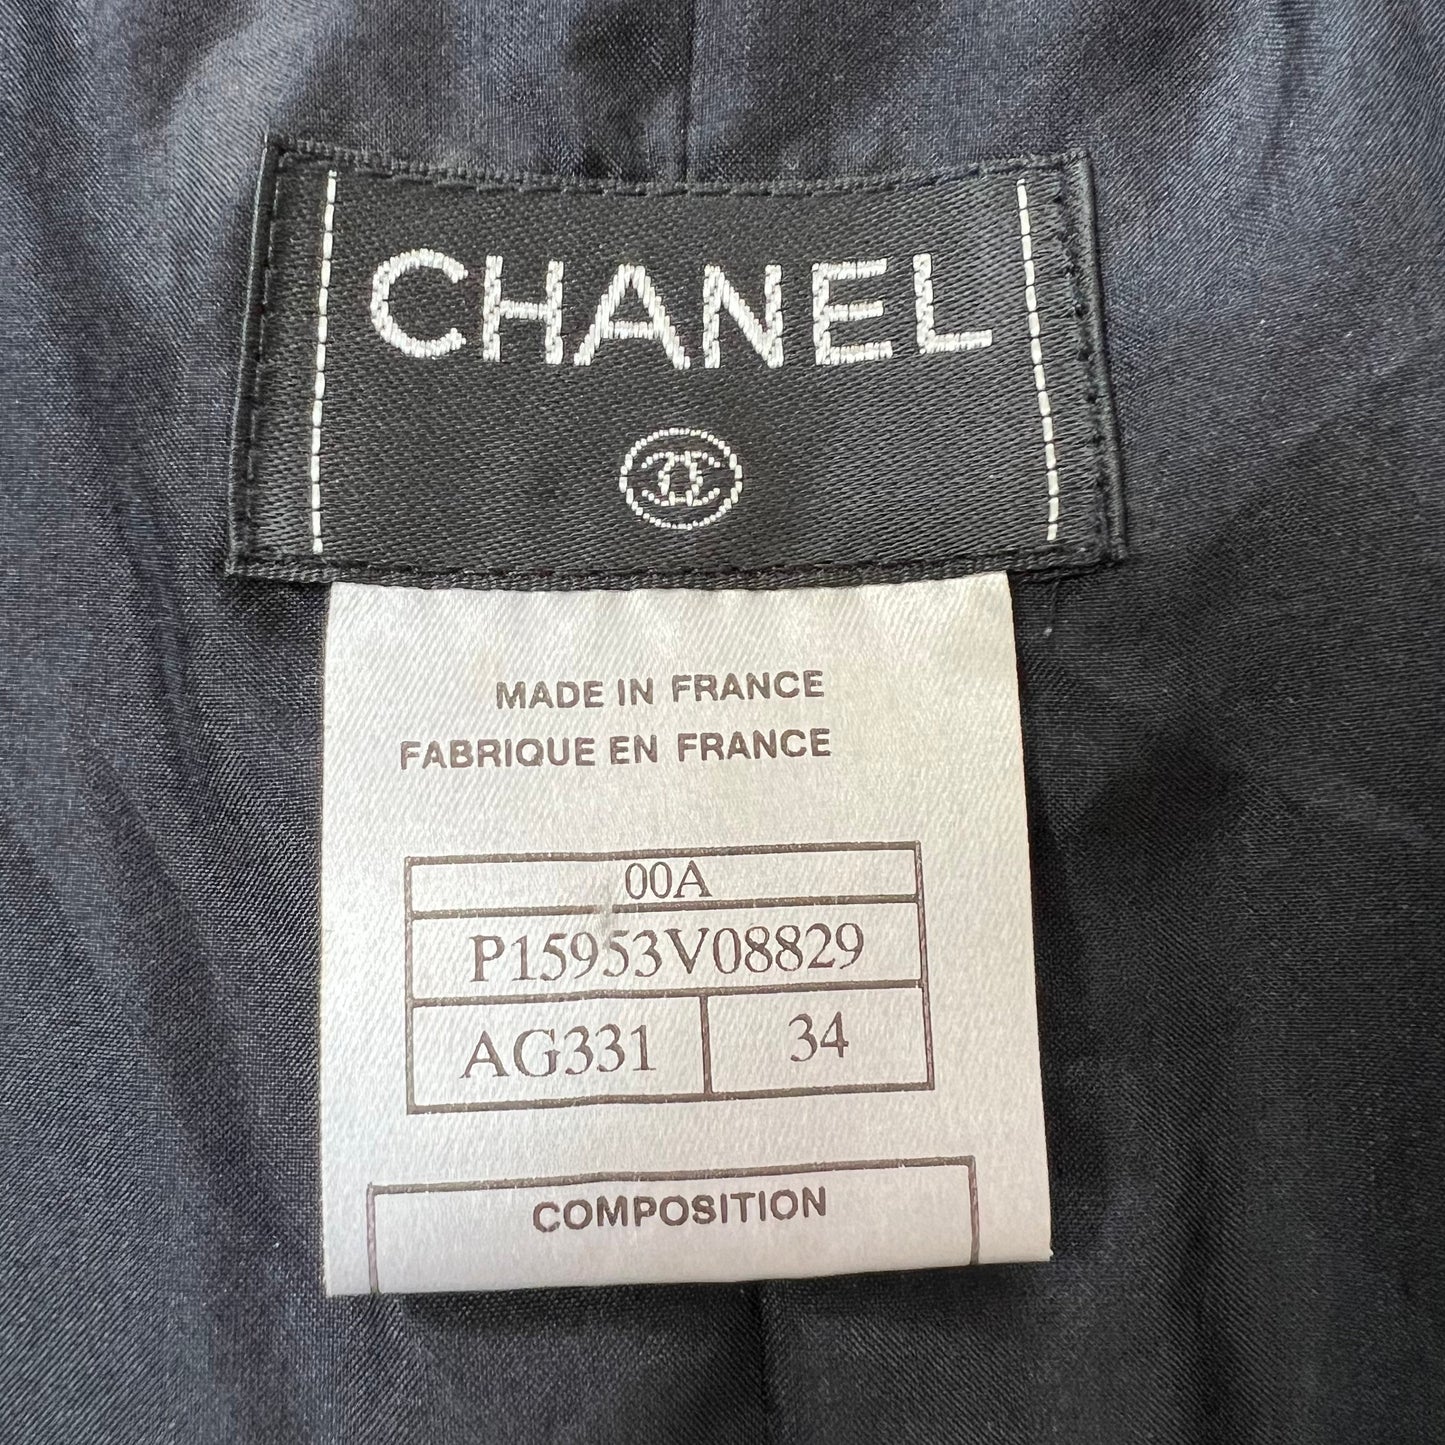 CHANEL
MADE IN FRANCE
FABRIQUE EN FRANCE
00A
P15953V08829
AG331 34
COMPOSITION